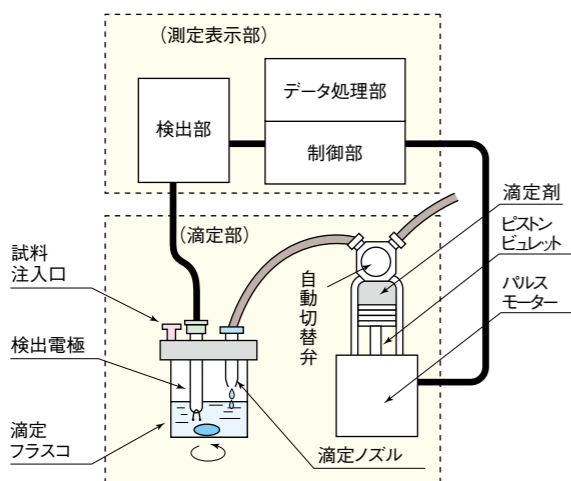 （測定表示部）
データ処理部
検出部
制御部
（滴定部）
滴定剤
ピストン
ビュレット
パルス
モーター
自動切替弁
試料
注入口
検出電極
滴定
フラスコ
滴定ノズル